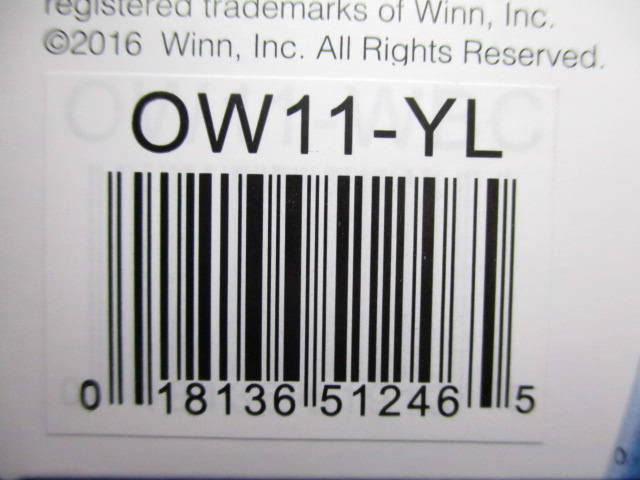 registered trademarks of Winn, Inc.
©2016 Winn, Inc. All Rights Reserved.
OW11-YL
0 18136 51246 5